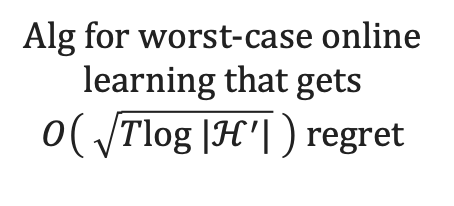 Alg for worst-case online
learning that gets
O( √Tlog |ℋ′| ) regret